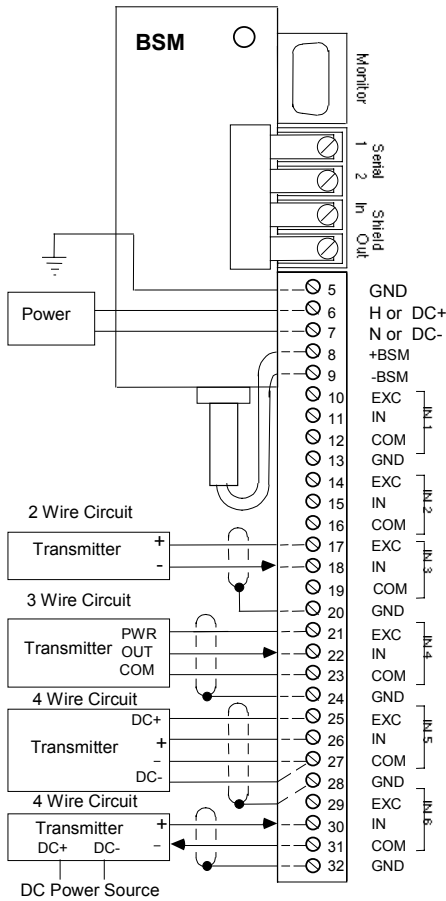 BSM
Monitor
Serial
1 2
Shield
In Out
Power
5 GND
6 H or DC+
7 N or DC-
8 +BSM
9 -BSM
10 EXC
11 IN
12 COM
13 GND
IN 1
14 EXC
15 IN
16 COM
IN 2
2 Wire Circuit
Transmitter + -
17 EXC
18 IN
19 COM
20 GND
IN 3
3 Wire Circuit
Transmitter PWR
OUT
COM
21 EXC
22 IN
23 COM
24 GND
IN 4
4 Wire Circuit
Transmitter DC+
+
–
DC-
25 EXC
26 IN
27 COM
28 GND
IN 5
4 Wire Circuit
Transmitter +
DC+ DC- –
29 EXC
30 IN
31 COM
32 GND
IN 6
DC Power Source